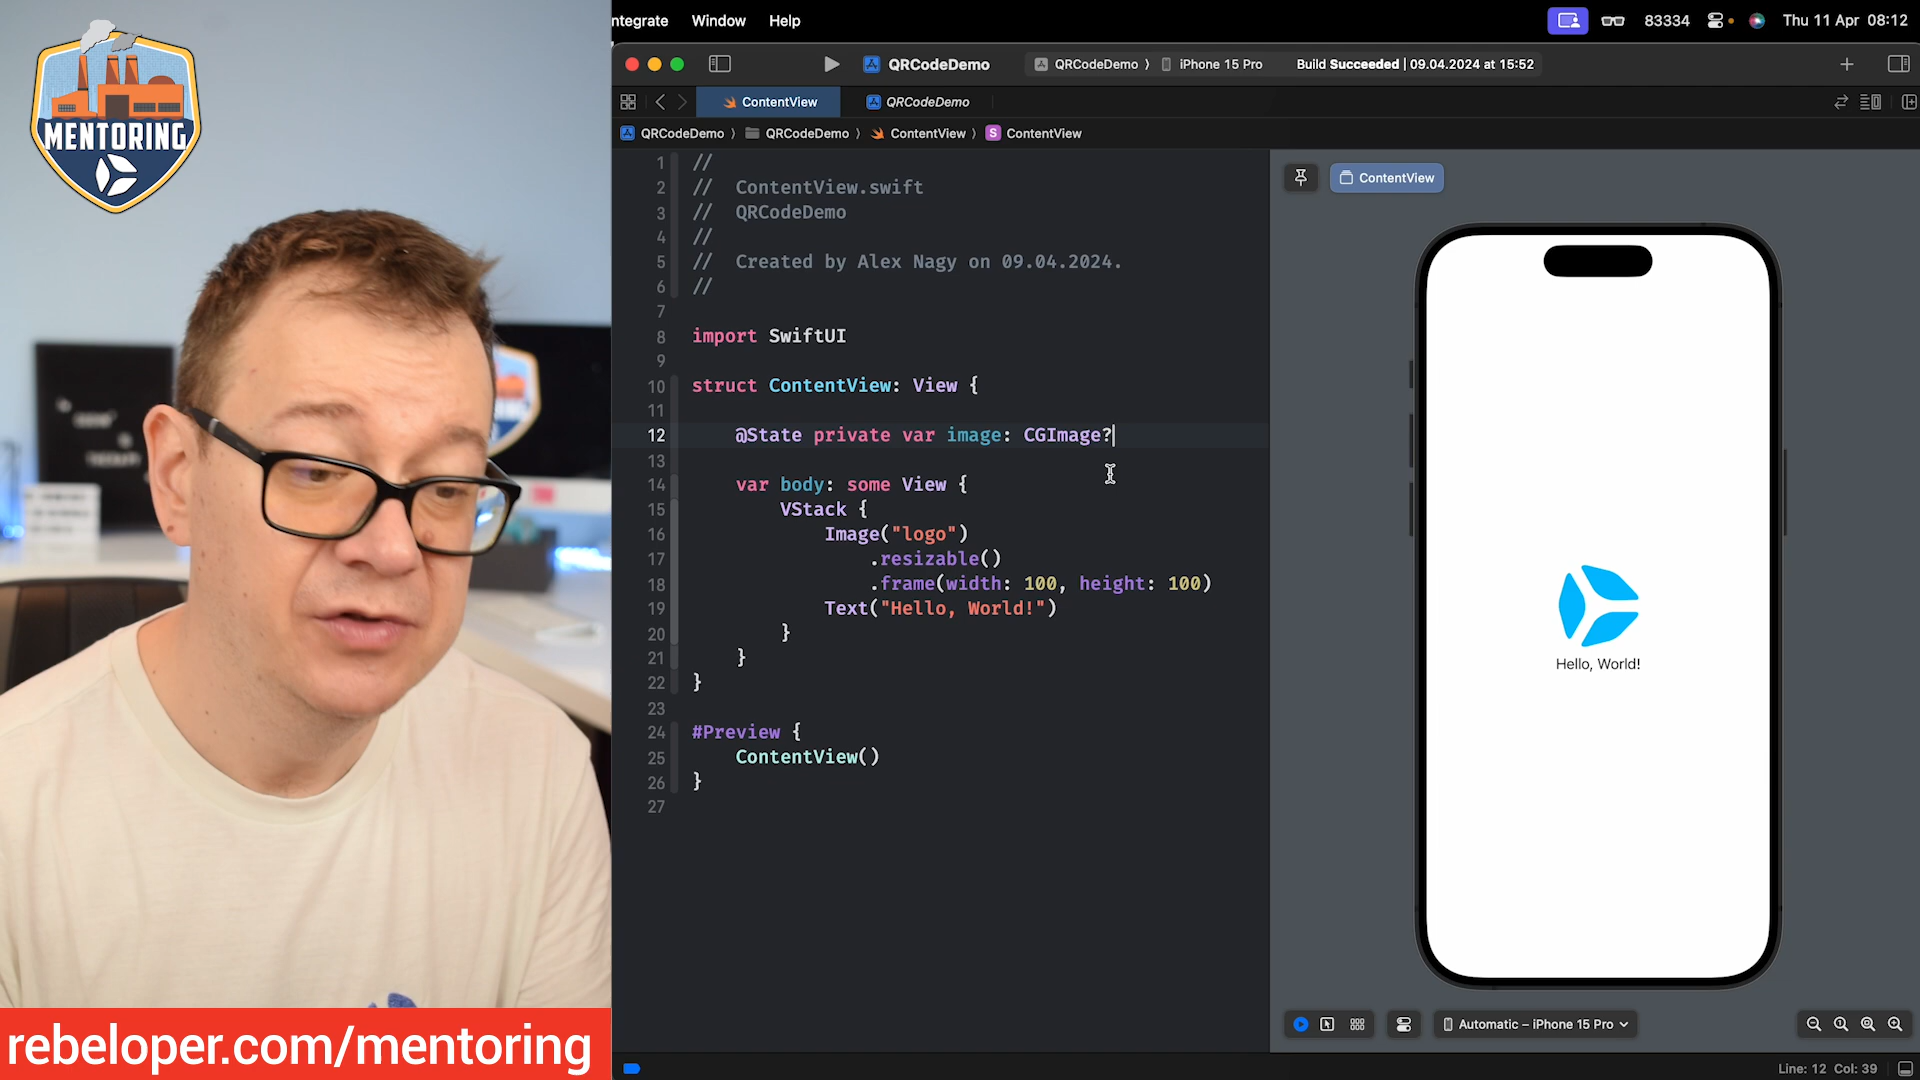 MENTORING
rebeloper.com/mentoring
ntegrate Window Help
83334 Thu 11 Apr 08:12
QRCodeDemo
QRCodeDemo ⟩ iPhone 15 Pro
Build Succeeded | 09.04.2024 at 15:52
ContentView
QRCodeDemo
QRCodeDemo ⟩ QRCodeDemo ⟩ ContentView ⟩ S ContentView
1 //
2 // ContentView.swift
3 // QRCodeDemo
4 //
5 // Created by Alex Nagy on 09.04.2024.
6 //
7
8 import SwiftUI
9
10 struct ContentView: View {
11
12 @State private var image: CGImage?
13
14 var body: some View {
15 VStack {
16 Image("logo")
17 .resizable()
18 .frame(width: 100, height: 100)
19 Text("Hello, World!")
20 }
21 }
22 }
23
24 #Preview {
25 ContentView()
26 }
27
ContentView
Hello, World!
Automatic – iPhone 15 Pro
Line: 12 Col: 39